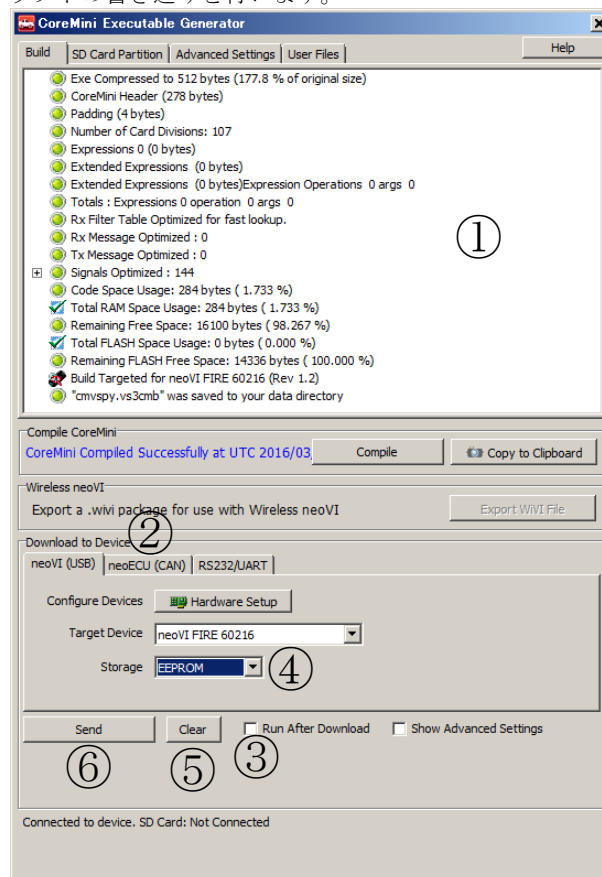 CoreMini Executable Generator
Build SD Card Partition Advanced Settings User Files Help
Exe Compressed to 512 bytes (177.8 % of original size)
CoreMini Header (278 bytes)
Padding (4 bytes)
Number of Card Divisions: 107
Expressions 0 (0 bytes)
Extended Expressions (0 bytes)
Extended Expressions (0 bytes)Expression Operations 0 args 0
Totals : Expressions 0 operation 0 args 0
Rx Filter Table Optimized for fast lookup.
Rx Message Optimized : 0
①
Tx Message Optimized : 0
Signals Optimized : 144
Code Space Usage: 284 bytes ( 1.733 %)
Total RAM Space Usage: 284 bytes ( 1.733 %)
Remaining Free Space: 16100 bytes ( 98.267 %)
Total FLASH Space Usage: 0 bytes ( 0.000 %)
Remaining FLASH Free Space: 14336 bytes ( 100.000 %)
Build Targeted for neoVI FIRE 60216 (Rev 1.2)
"cmvspy.vs3cmb" was saved to your data directory
Compile CoreMini
CoreMini Compiled Successfully at UTC 2016/03 Compile Copy to Clipboard
Wireless neoVI
Export a .wivi package for use with Wireless neoVI Export WiVI File
②
Download to Device
neoVI (USB) neoECU (CAN) RS232/UART
Configure Devices Hardware Setup
Target Device neoVI FIRE 60216
Storage EEPROM ④
Send Clear Run After Download Show Advanced Settings
⑥ ⑤ ③
Connected to device. SD Card: Not Connected